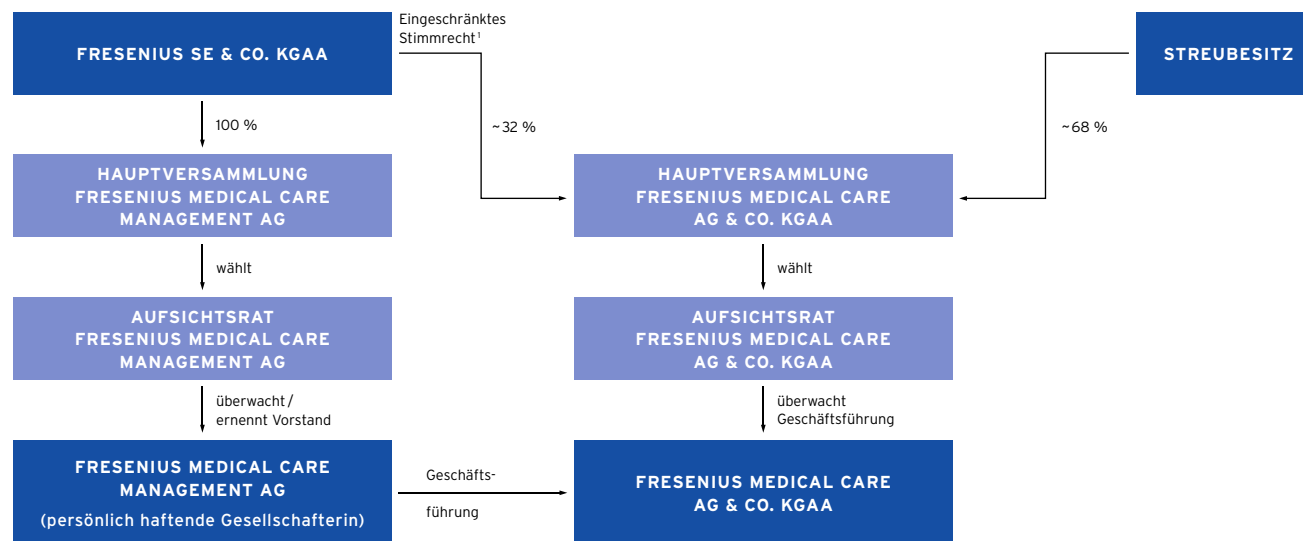 FRESENIUS SE & CO. KGAA
Eingeschränktes
Stimmrecht¹
STREUBESITZ
100 %
~32 %
~68 %
HAUPTVERSAMMLUNG
FRESENIUS MEDICAL CARE
MANAGEMENT AG
HAUPTVERSAMMLUNG
FRESENIUS MEDICAL CARE
AG & CO. KGAA
wählt
wählt
AUFSICHTSRAT
FRESENIUS MEDICAL CARE
MANAGEMENT AG
AUFSICHTSRAT
FRESENIUS MEDICAL CARE
AG & CO. KGAA
überwacht/
ernennt Vorstand
überwacht
Geschäftsführung
FRESENIUS MEDICAL CARE
MANAGEMENT AG
(persönlich haftende Gesellschafterin)
Geschäfts-
führung
FRESENIUS MEDICAL CARE
AG & CO. KGAA